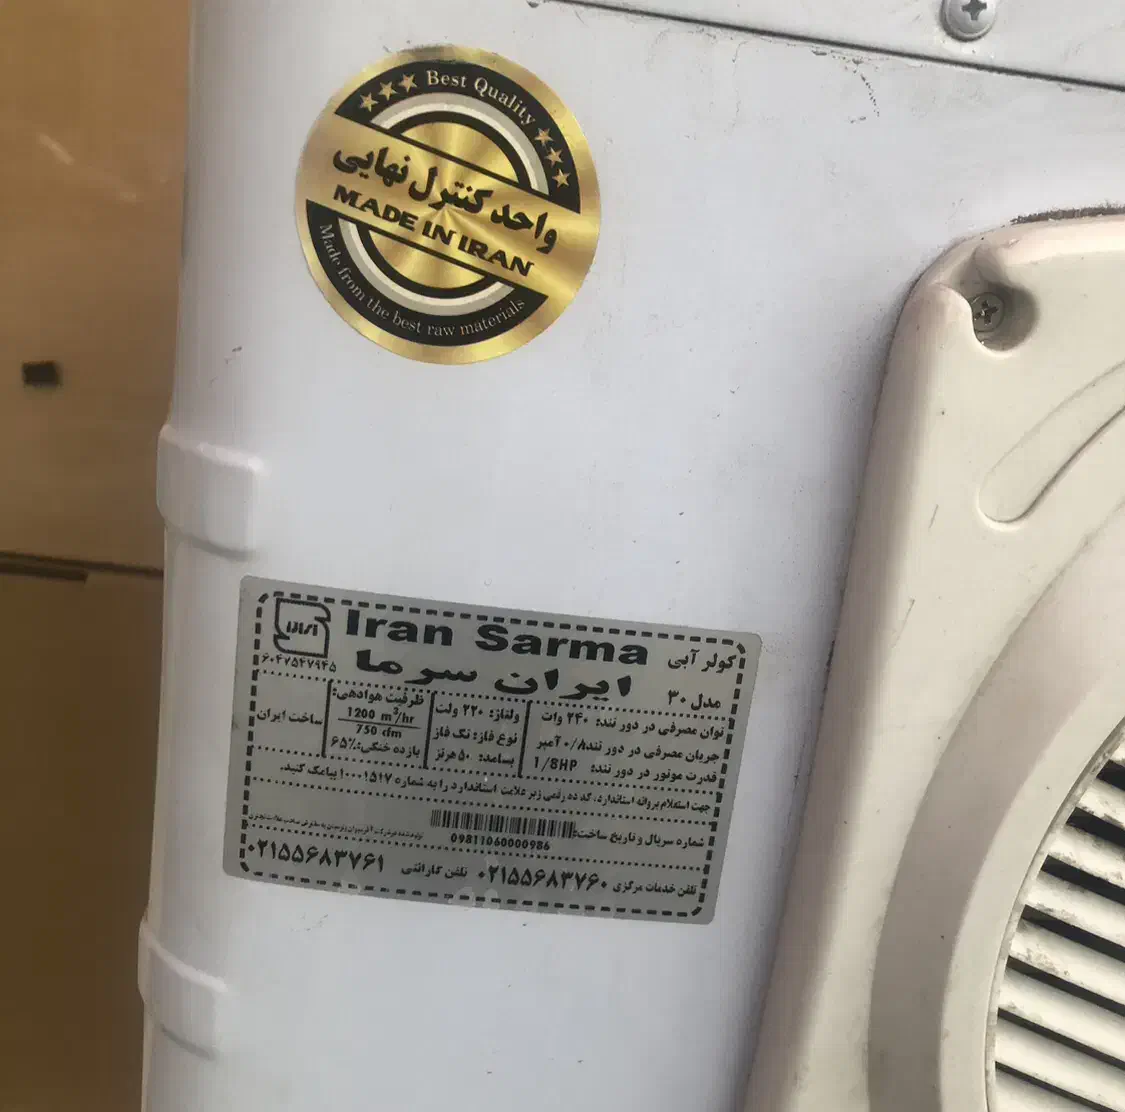 Best Quality
واحد کنترل نهایی
MADE IN IRAN
Made from the best raw materials
کولر آبی
Iran Sarma
مدل ۳۰
ایران سرما
۶۰۴۷۵۴۷۹۴۵
توان مصرفی در دور تند: ۲۴۰ وات
جریان مصرفی در دور تند: ۰/۸ آمپر
قدرت موتور در دور تند: 1/8HP
ولتاژ: ۲۲۰ ولت
نوع فاز: تک فاز
بسامد: ۵۰ هرتز
ظرفیت هوادهی:
1200 m³/hr
750 cfm
بازده خنکی: ۶۵٪
ساخت ایران
جهت استعلام پروانه استاندارد، کد ده رقمی زیر علامت استاندارد را به شماره ۱۰۰۰۱۵۱۷ پیامک کنید.
شماره سریال و تاریخ ساخت:
09811060000986
تلفن خدمات مرکزی ۰۲۱۵۵۶۸۳۷۶۰ تلفن گارانتی ۰۲۱۵۵۶۸۳۷۶۱